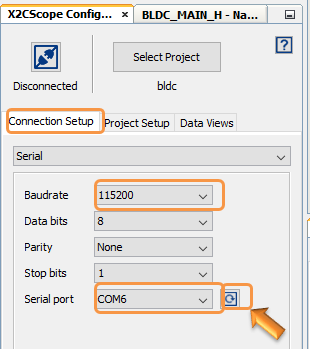 X2CScope Config...
BLDC_MAIN_H - Na...
?
Select Project
Disconnected
bldc
Connection Setup
Project Setup
Data Views
Serial
Baudrate
115200
Data bits
8
Parity
None
Stop bits
1
Serial port
COM6